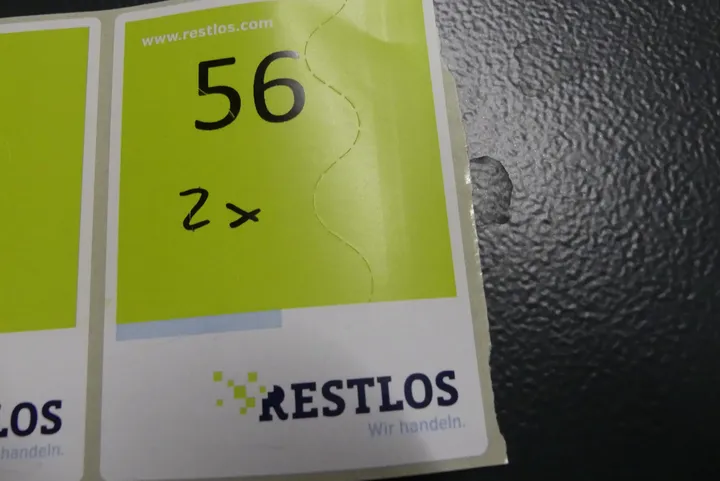 www.restlos.com
56
2x
RESTLOS
Wir handeln.
LOS
handeln.